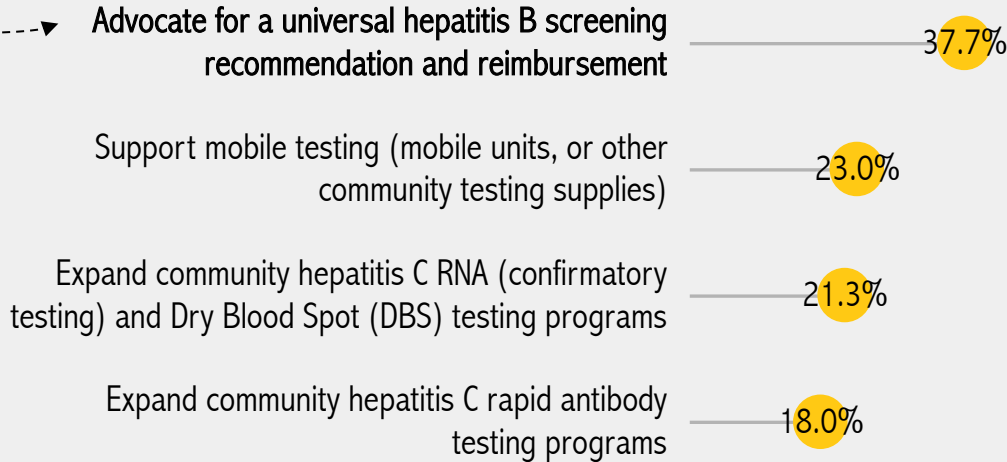 Advocate for a universal hepatitis B screening
recommendation and reimbursement
37.7%
Support mobile testing (mobile units, or other
community testing supplies)
23.0%
Expand community hepatitis C RNA (confirmatory
testing) and Dry Blood Spot (DBS) testing programs
21.3%
Expand community hepatitis C rapid antibody
testing programs
18.0%